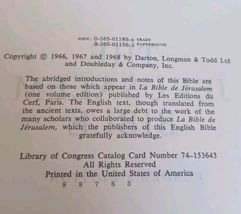 ISBN: 0-385-01189-4 TRADE
0-385-01156-3 PAPERBOUND
Copyright © 1966, 1967 and 1968 by Darton, Longman & Todd Ltd
and Doubleday & Company, Inc.
The abridged introductions and notes of this Bible are
based on those which appear in La Bible de Jérusalem
(one volume edition) published by Les Editions du
Cerf, Paris. The English text, though translated from
the ancient texts, owes a large debt to the work of the
many scholars who collaborated to produce La Bible de
Jérusalem, which the publishers of this English Bible
gratefully acknowledge.
Library of Congress Catalog Card Number 74–153643
All Rights Reserved
Printed in the United States of America
9 8 7 6 5